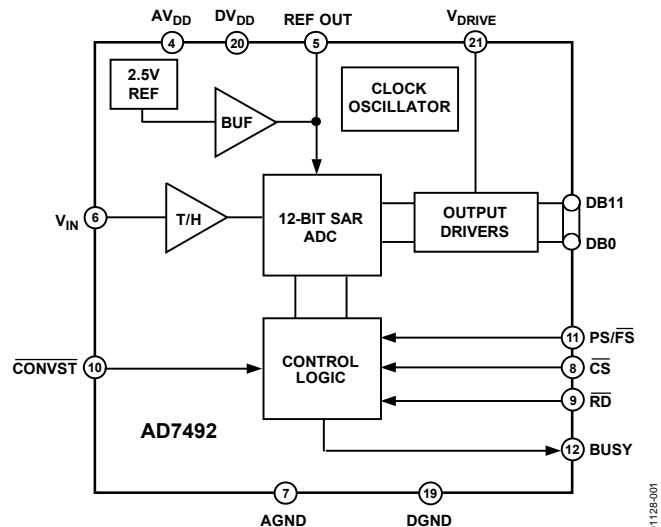 AVDD DVDD REF OUT VDRIVE
4 20 5 21
2.5V
REF
CLOCK
OSCILLATOR
BUF
VIN 6 T/H
12-BIT SAR
ADC
OUTPUT
DRIVERS
DB11
DB0
CONVST 10
CONTROL
LOGIC
11 PS/FS
8 CS
9 RD
12 BUSY
AD7492
7 19
AGND DGND
1128-001